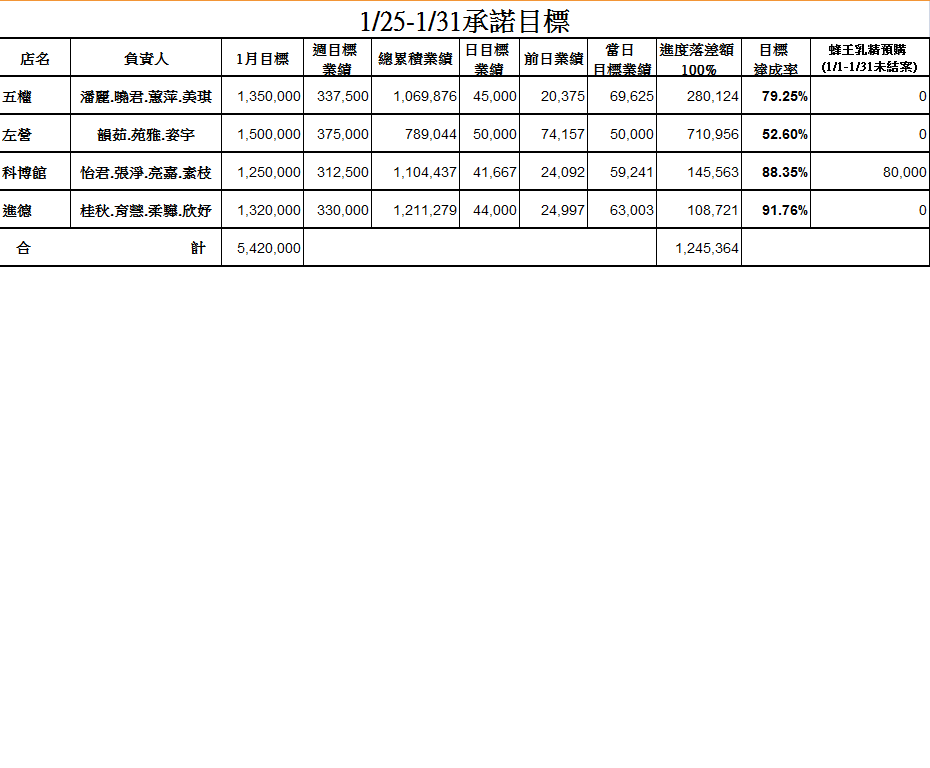 1/25-1/31承諾目標
店名 負責人 1月目標 週目標業績 總累積業績 日目標業績 前日業績 當日目標業績 進度落差額100% 目標達成率 蜂王乳精預購(1/1-1/31未結案)
五權 潘麗.曉君.蕙萍.美琪 1,350,000 337,500 1,069,876 45,000 20,375 69,625 280,124 79.25% 0
左營 韻茹.苑雅.姿宇 1,500,000 375,000 789,044 50,000 74,157 50,000 710,956 52.60% 0
科博館 怡君.張淨.亮嘉.素枝 1,250,000 312,500 1,104,437 41,667 24,092 59,241 145,563 88.35% 80,000
進德 桂秋.育慧.柔驊.欣妤 1,320,000 330,000 1,211,279 44,000 24,997 63,003 108,721 91.76% 0
合 計 5,420,000 1,245,364